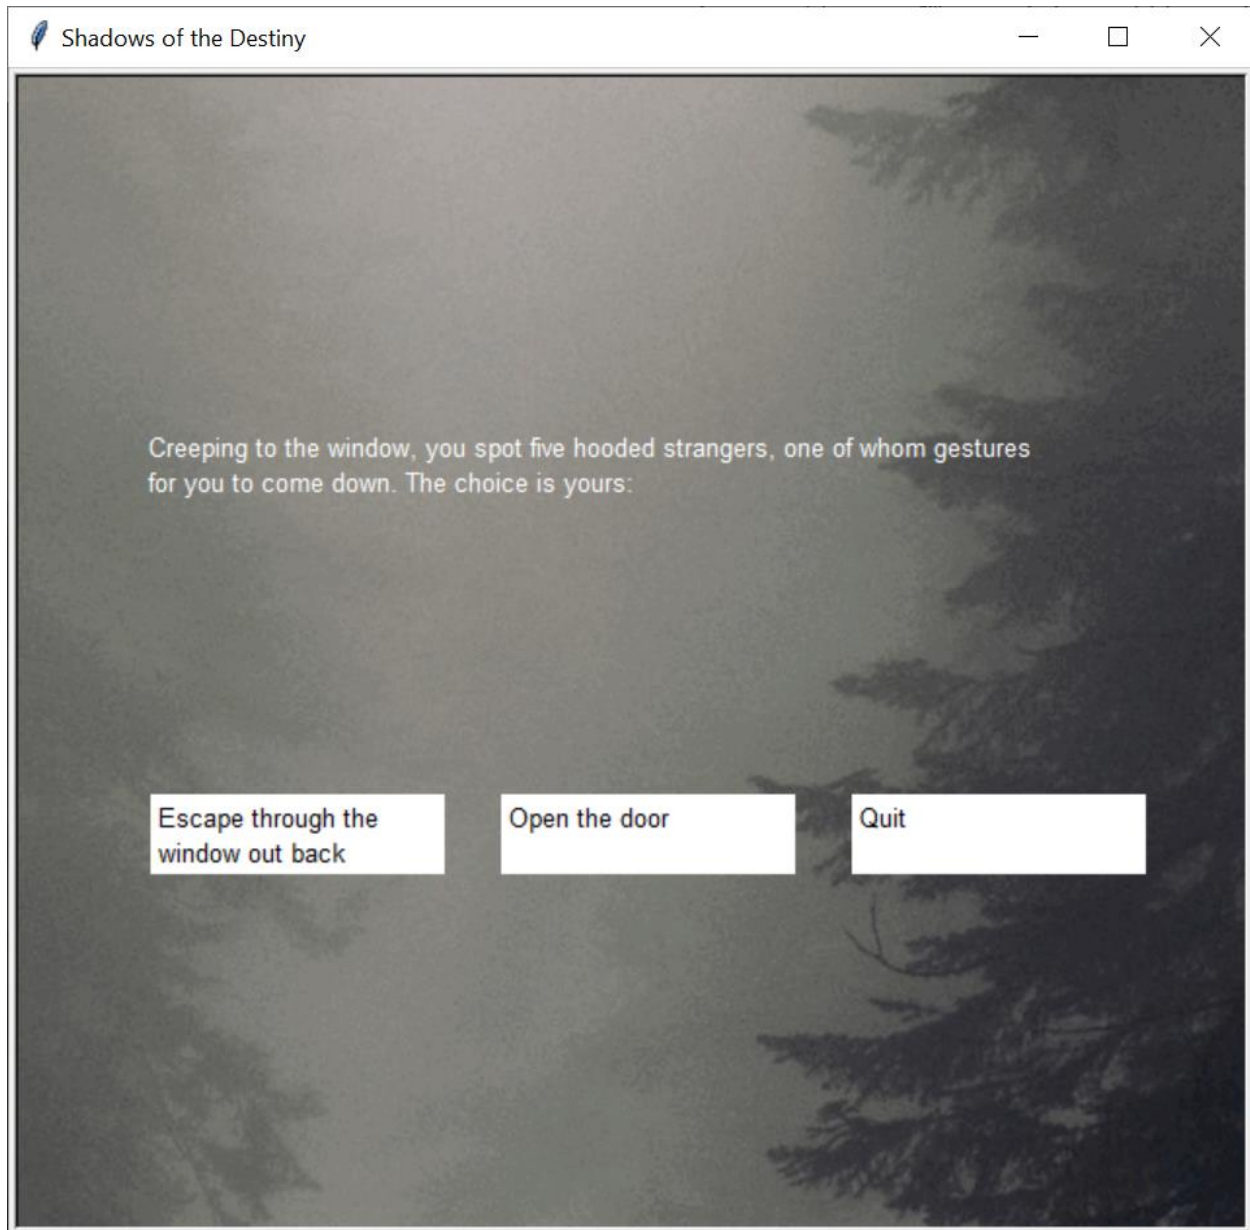 Shadows of the Destiny
Creeping to the window, you spot five hooded strangers, one of whom gestures
for you to come down. The choice is yours:
Escape through the
window out back
Open the door
Quit